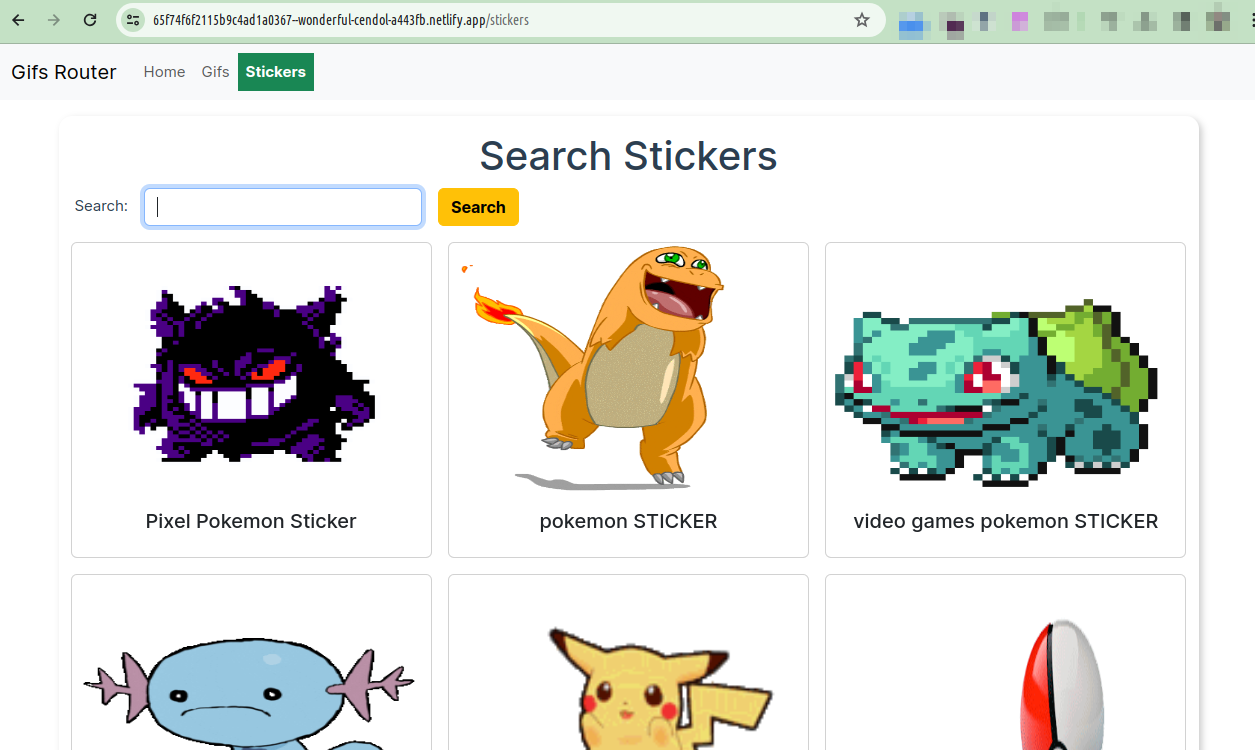 65f74f6f2115b9c4ad1a0367--wonderful-cendol-a443fb.netlify.app/stickers
Gifs Router Home Gifs Stickers
Search Stickers
Search: Search
Pixel Pokemon Sticker
pokemon STICKER
video games pokemon STICKER